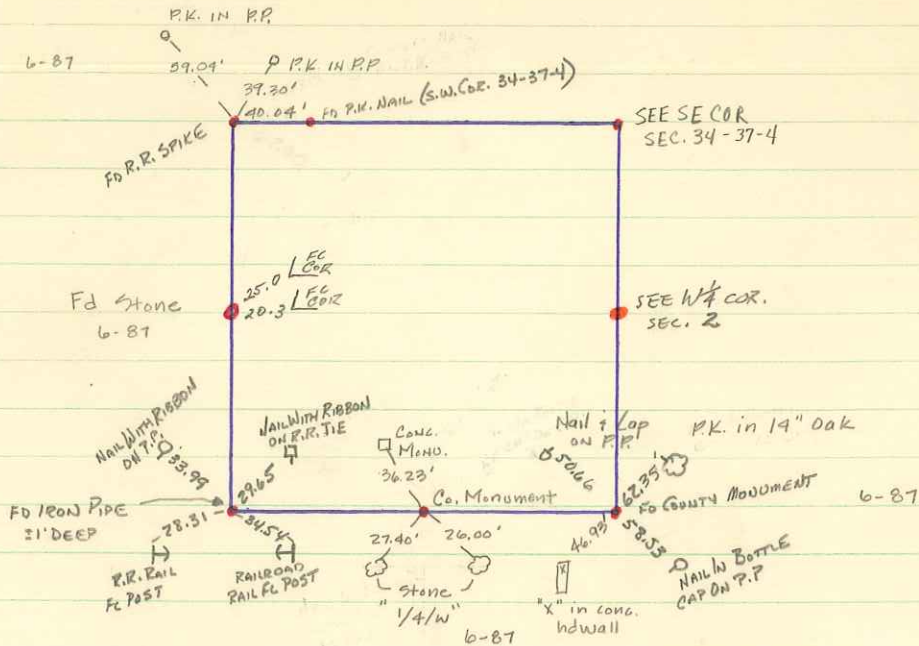 P.K. IN P.P.
6-87
59.04'
P.K. IN P.P
39.30'
40.04'
FD P.K. NAIL (S.W. COR. 34-37-4)
FD R.R. SPIKE
SEE SE COR
SEC. 34-37-4
25.0
FC
COR
20.3
FC
COR
Fd Stone
6-87
SEE W¼ COR.
SEC. 2
NAIL WITH RIBBON
ON T.P.
33.99
NAIL WITH RIBBON
ON R.R. TIE
29.65
CONC.
MONU.
36.23'
Co. Monument
Nail & Cap
ON P.P.
50.66
P.K. in 14" Oak
62.35'
FD COUNTY MONUMENT
6-87
FD IRON PIPE
±1' DEEP
28.31
R.R. RAIL
FC POST
34.54
RAILROAD
RAIL FC POST
27.40'
26.00'
Stone
"1/4/W"
6-87
46.93'
"X" in conc.
hdwall
X
58.53
NAIL IN BOTTLE
CAP ON P.P